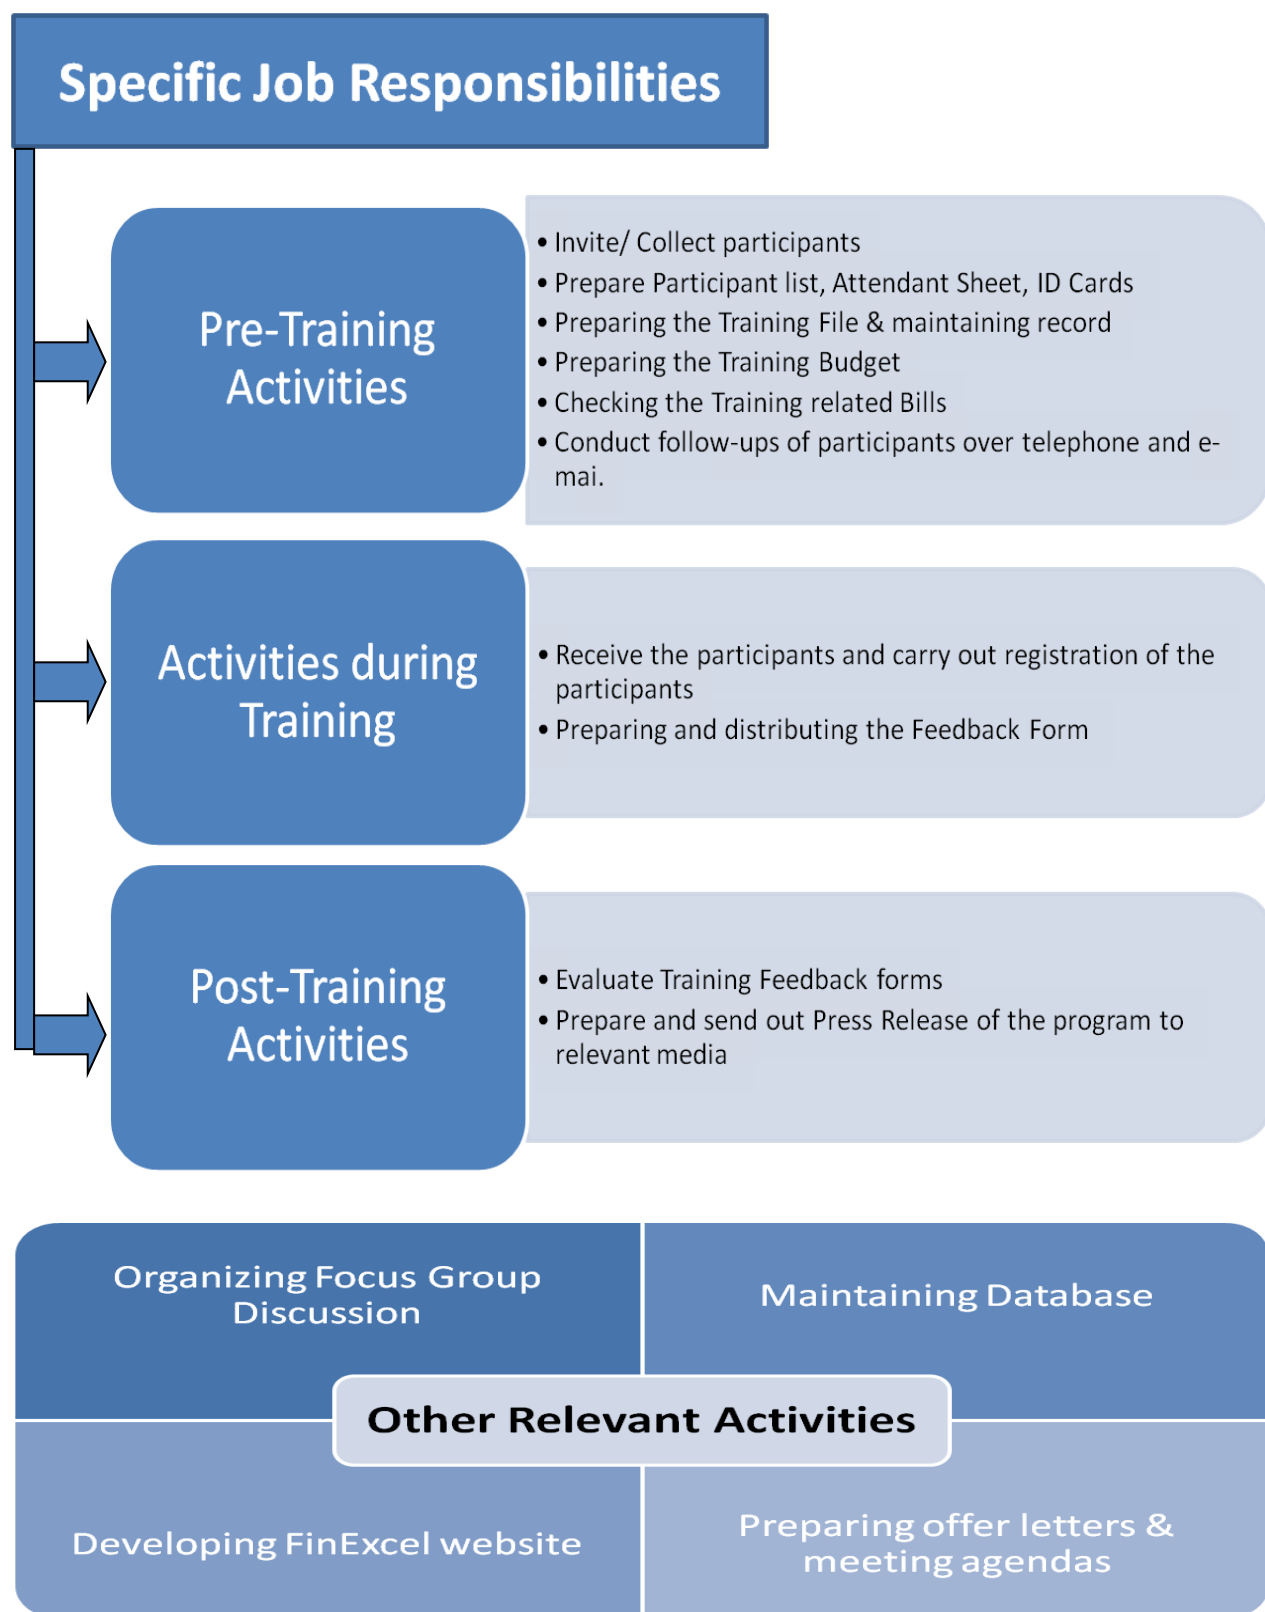 Specific Job Responsibilities
Pre-Training
Activities
• Invite/ Collect participants
• Prepare Participant list, Attendant Sheet, ID Cards
• Preparing the Training File & maintaining record
• Preparing the Training Budget
• Checking the Training related Bills
• Conduct follow-ups of participants over telephone and e-
mai.
Activities during
Training
• Receive the participants and carry out registration of the
participants
• Preparing and distributing the Feedback Form
Post-Training
Activities
• Evaluate Training Feedback forms
• Prepare and send out Press Release of the program to
relevant media
Organizing Focus Group
Discussion
Maintaining Database
Other Relevant Activities
Developing FinExcel website
Preparing offer letters &
meeting agendas